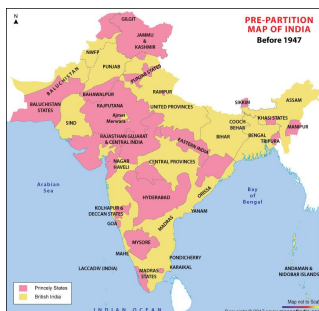 N
PRE-PARTITION
MAP OF INDIA
Before 1947
GILGIT
JAMMU
&
KASHMIR
NWFP
PUNJAB
PUNJAB STATES
BALUCHISTAN
BAHAWALPUR
RAMPUR
BALUCHISTAN
STATES
RAJPUTANA
UNITED PROVINCES
SIKKIM
ASSAM
Ajmer
Merwara
SIND
COOCH
BEHAR
KHASI STATES
RAJASTHAN GUJARAT
& CENTRAL INDIA
EASTERN INDIA
BIHAR
BENGAL
MANIPUR
TRIPURA
NAGAR
HAVELI
CENTRAL PROVINCES
Arabian
Sea
ORISSA
Bay
of
Bengal
HYDERABAD
KOLHAPUR &
DECCAN STATES
YANAM
GOA
MADRAS
MYSORE
MAHE
PONDICHERRY
KARAIKAL
LACCADIV (INDIA)
MADRAS
STATES
ANDAMAN &
NIDOBAR ISLANDS
Princely States
British India
INDIAN OCEAN
Map not to Scale